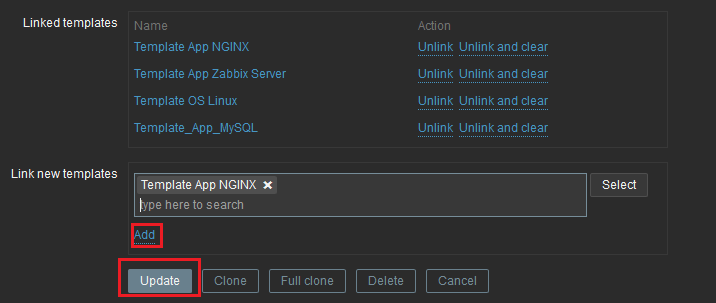 Linked templates Name Action
Template App NGINX Unlink Unlink and clear
Template App Zabbix Server Unlink Unlink and clear
Template OS Linux Unlink Unlink and clear
Template_App_MySQL Unlink Unlink and clear
Link new templates Template App NGINX ✖ Select
type here to search
Add
Update Clone Full clone Delete Cancel